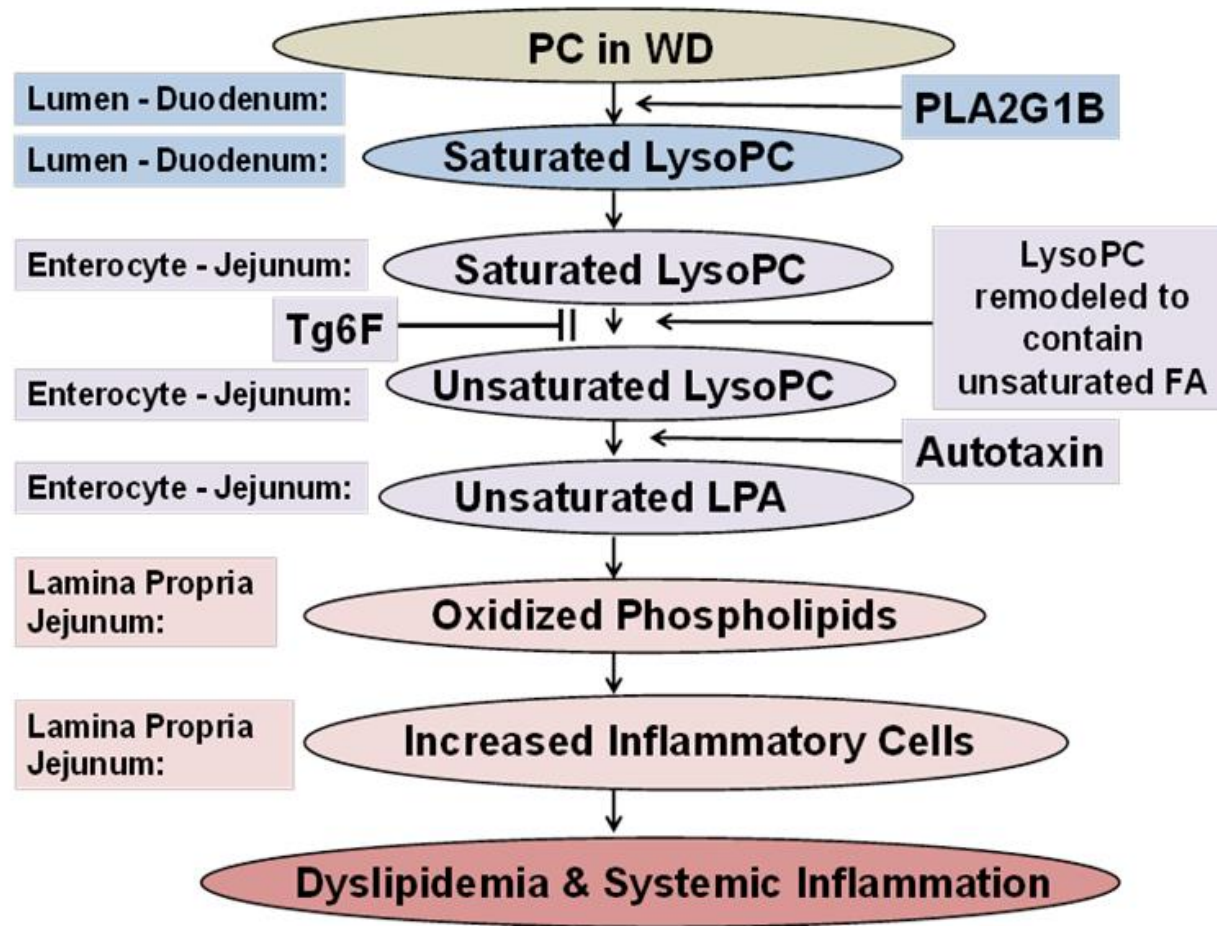 PC in WD
Lumen - Duodenum:
PLA2G1B
Lumen - Duodenum:
Saturated LysoPC
Enterocyte - Jejunum:
Saturated LysoPC
LysoPC
remodeled to
contain
unsaturated FA
Tg6F
Enterocyte - Jejunum:
Unsaturated LysoPC
Autotaxin
Enterocyte - Jejunum:
Unsaturated LPA
Lamina Propria
Jejunum:
Oxidized Phospholipids
Lamina Propria
Jejunum:
Increased Inflammatory Cells
Dyslipidemia & Systemic Inflammation